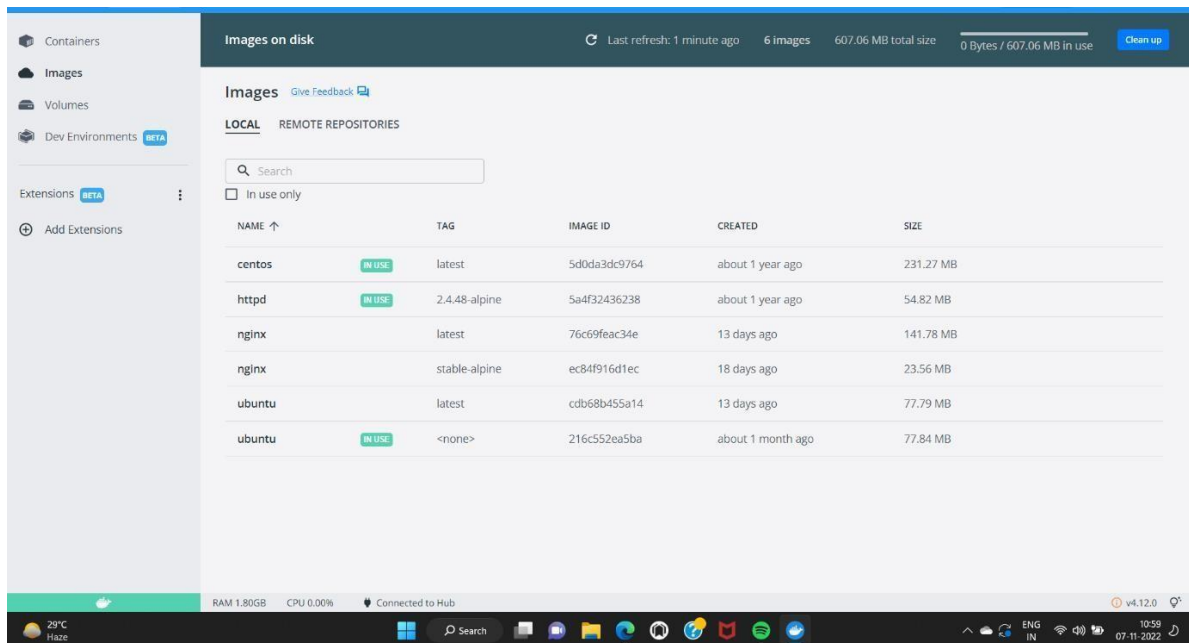 Containers
Images
Volumes
Dev Environments BETA
Extensions BETA
Add Extensions
Images on disk
Last refresh: 1 minute ago 6 images 607.06 MB total size 0 Bytes / 607.06 MB in use Clean up
Images Give Feedback
LOCAL REMOTE REPOSITORIES
Search
In use only
NAME TAG IMAGE ID CREATED SIZE
centos IN USE latest 5d0da3dc9764 about 1 year ago 231.27 MB
httpd IN USE 2.4.48-alpine 5a4f32436238 about 1 year ago 54.82 MB
nginx latest 76c69feac34e 13 days ago 141.78 MB
nginx stable-alpine ec84f916d1ec 18 days ago 23.56 MB
ubuntu latest cdb68b455a14 13 days ago 77.79 MB
ubuntu IN USE <none> 216c552ea5ba about 1 month ago 77.84 MB
RAM 1.80GB CPU 0.00% Connected to Hub v4.12.0
29°C
Haze
Search
ENG
IN
10:59
07-11-2022